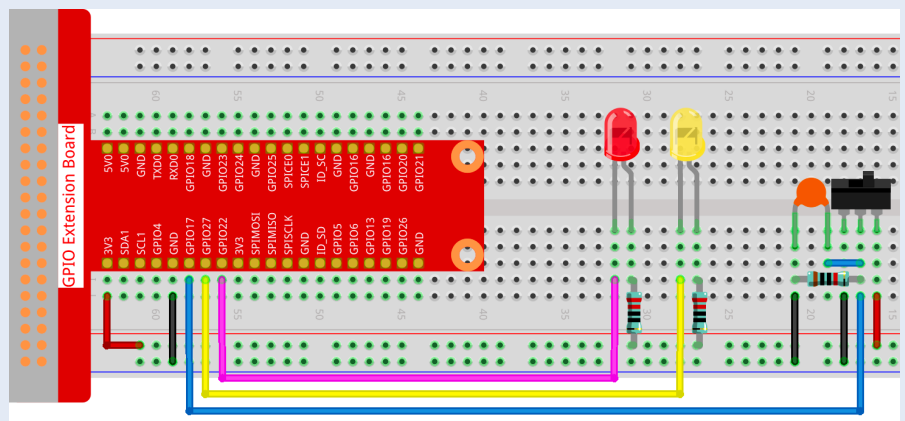 60 55 50 45 40 35 30 25 20 15
GPIO Extension Board
5V0 5V0 GND TXD0 RXD0 GPIO18 GND GPIO23 GPIO24 GND GPIO25 SPICE0 SPICE1 ID_SC GND GPIO16 GND GPIO16 GPIO20 GPIO21
3V3 SDA1 SCL1 GPIO4 GND GPIO17 GPIO27 GPIO22 3V3 SPIMOSI SPIMISO SPISCLK GND ID_SD GPIO5 GPIO6 GPIO13 GPIO19 GPIO26 GND
60 55 50 45 40 35 30 25 20 15